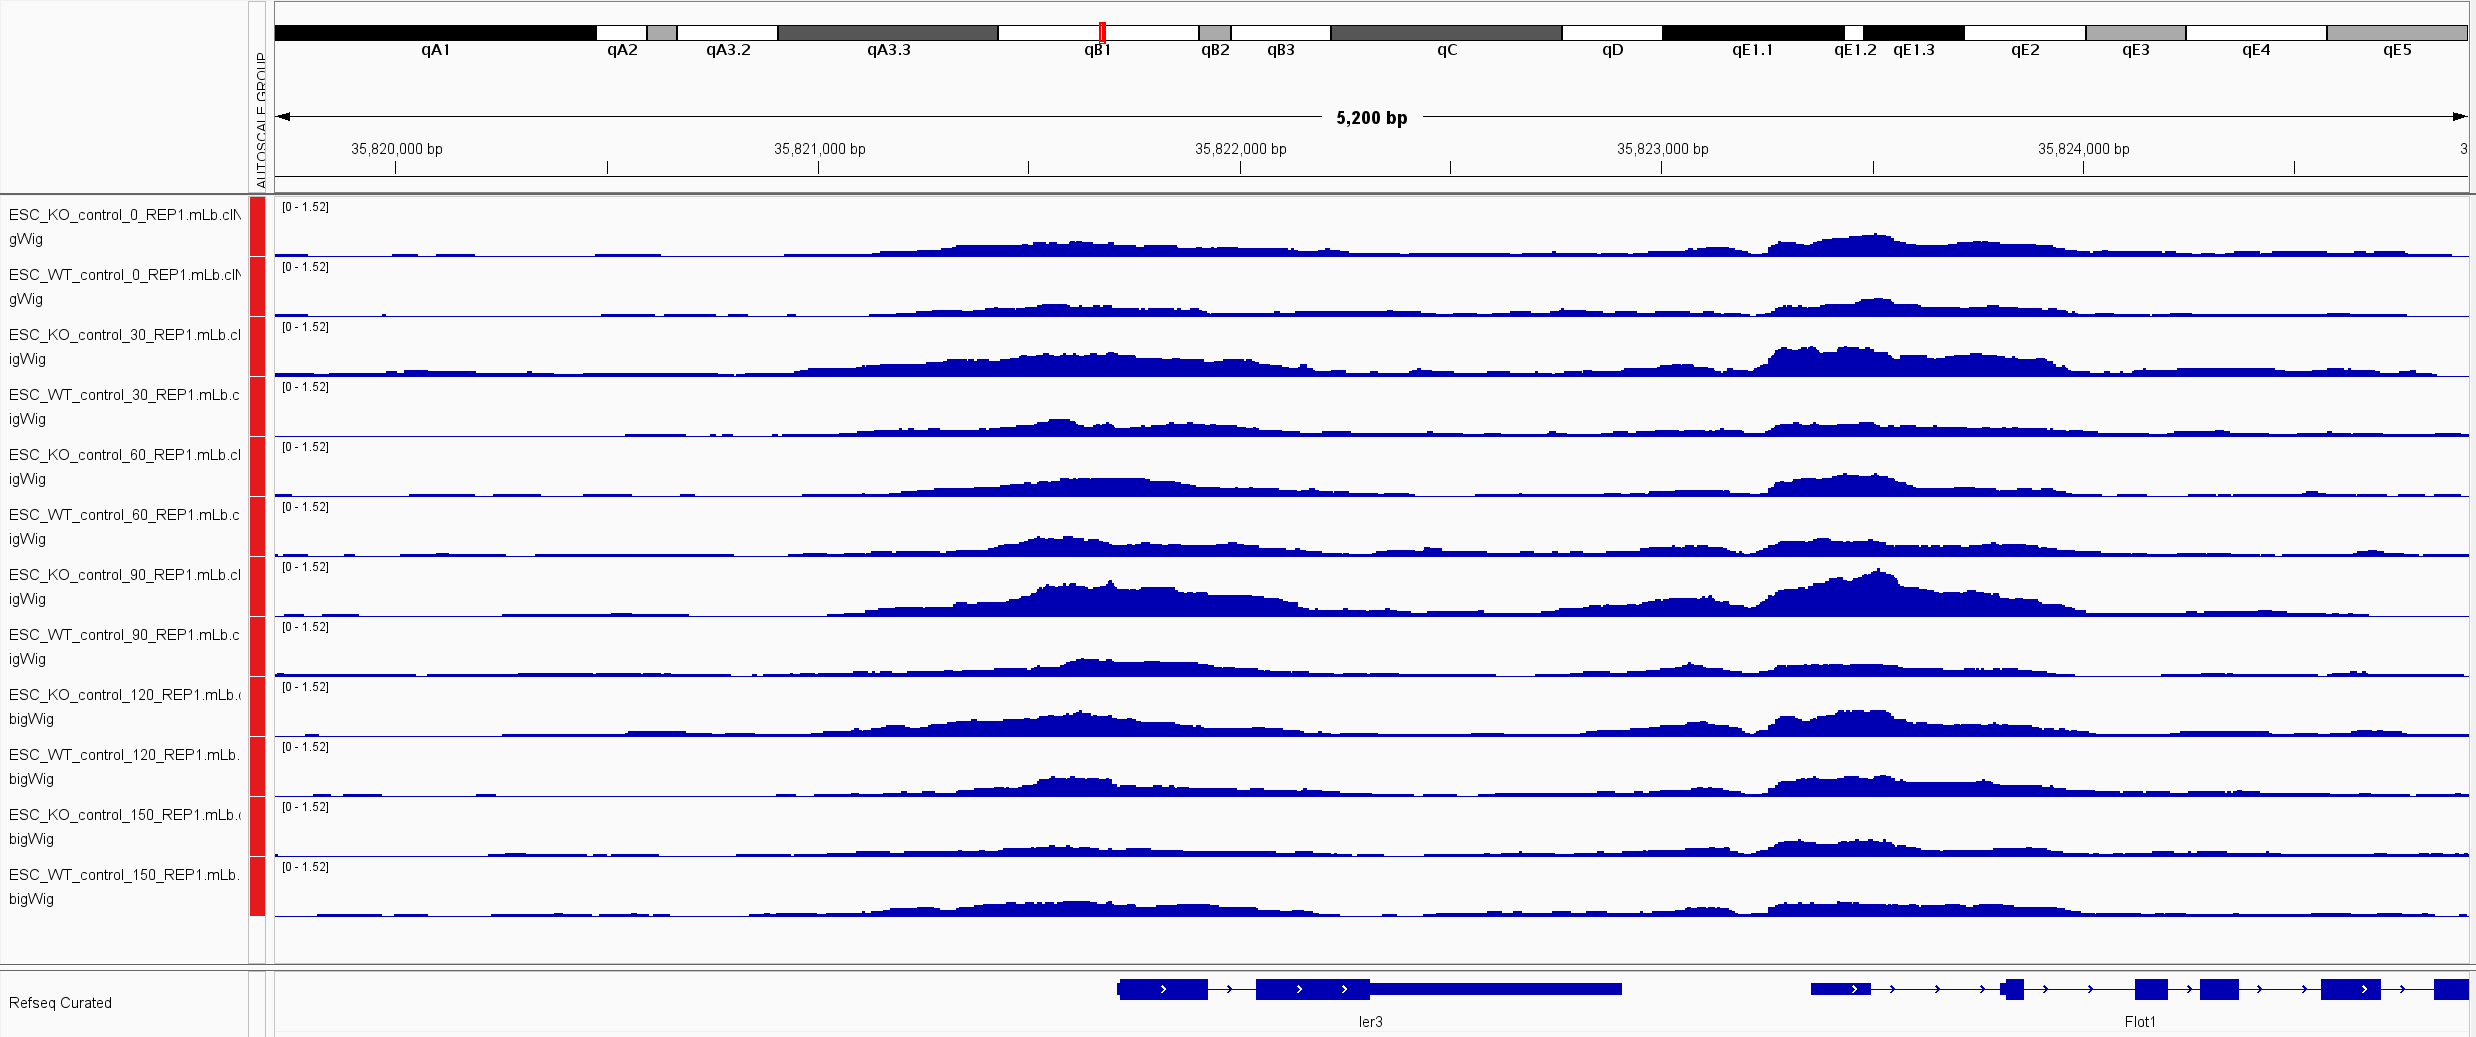 qA1 qA2 qA3.2 qA3.3 qB1 qB2 qB3 qC qD qE1.1 qE1.2 qE1.3 qE2 qE3 qE4 qE5
AUTOSCALE GROUP
5,200 bp
35,820,000 bp 35,821,000 bp 35,822,000 bp 35,823,000 bp 35,824,000 bp 3
[0 - 1.52]
ESC_KO_control_0_REP1.mLb.clN
gWig
[0 - 1.52]
ESC_WT_control_0_REP1.mLb.clN
gWig
[0 - 1.52]
ESC_KO_control_30_REP1.mLb.cl
igWig
[0 - 1.52]
ESC_WT_control_30_REP1.mLb.c
igWig
[0 - 1.52]
ESC_KO_control_60_REP1.mLb.cl
igWig
[0 - 1.52]
ESC_WT_control_60_REP1.mLb.c
igWig
[0 - 1.52]
ESC_KO_control_90_REP1.mLb.cl
igWig
[0 - 1.52]
ESC_WT_control_90_REP1.mLb.c
igWig
[0 - 1.52]
ESC_KO_control_120_REP1.mLb.c
bigWig
[0 - 1.52]
ESC_WT_control_120_REP1.mLb.
bigWig
[0 - 1.52]
ESC_KO_control_150_REP1.mLb.c
bigWig
[0 - 1.52]
ESC_WT_control_150_REP1.mLb.
bigWig
Refseq Curated
Ier3 Flot1